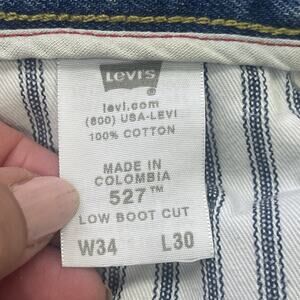 Levi's
levi.com
(800) USA-LEVI
100% COTTON
MADE IN
COLOMBIA
527™
LOW BOOT CUT
W34 L30